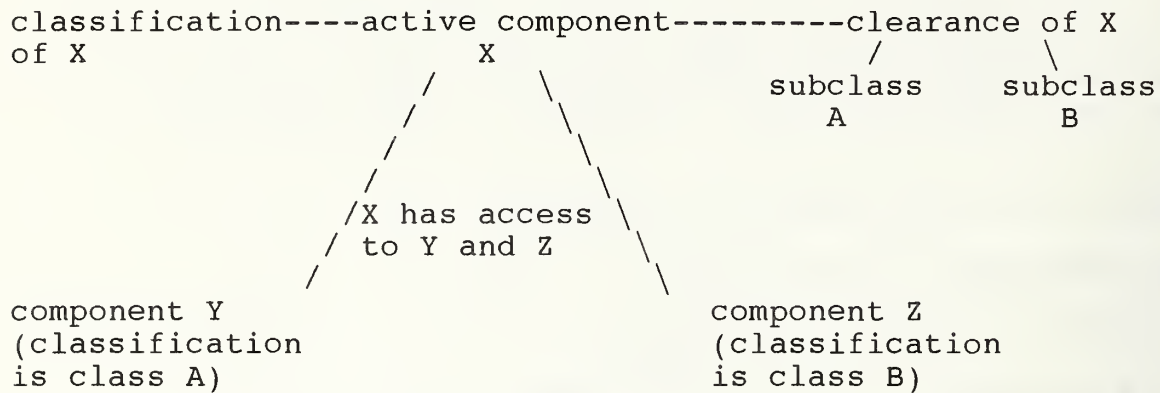 classification----active component---------clearance of X
of X X / \
/ \ subclass subclass
/ \ A B
/ \
/ \
/X has access \
/ to Y and Z \
/ \
component Y component Z
(classification (classification
is class A) is class B)